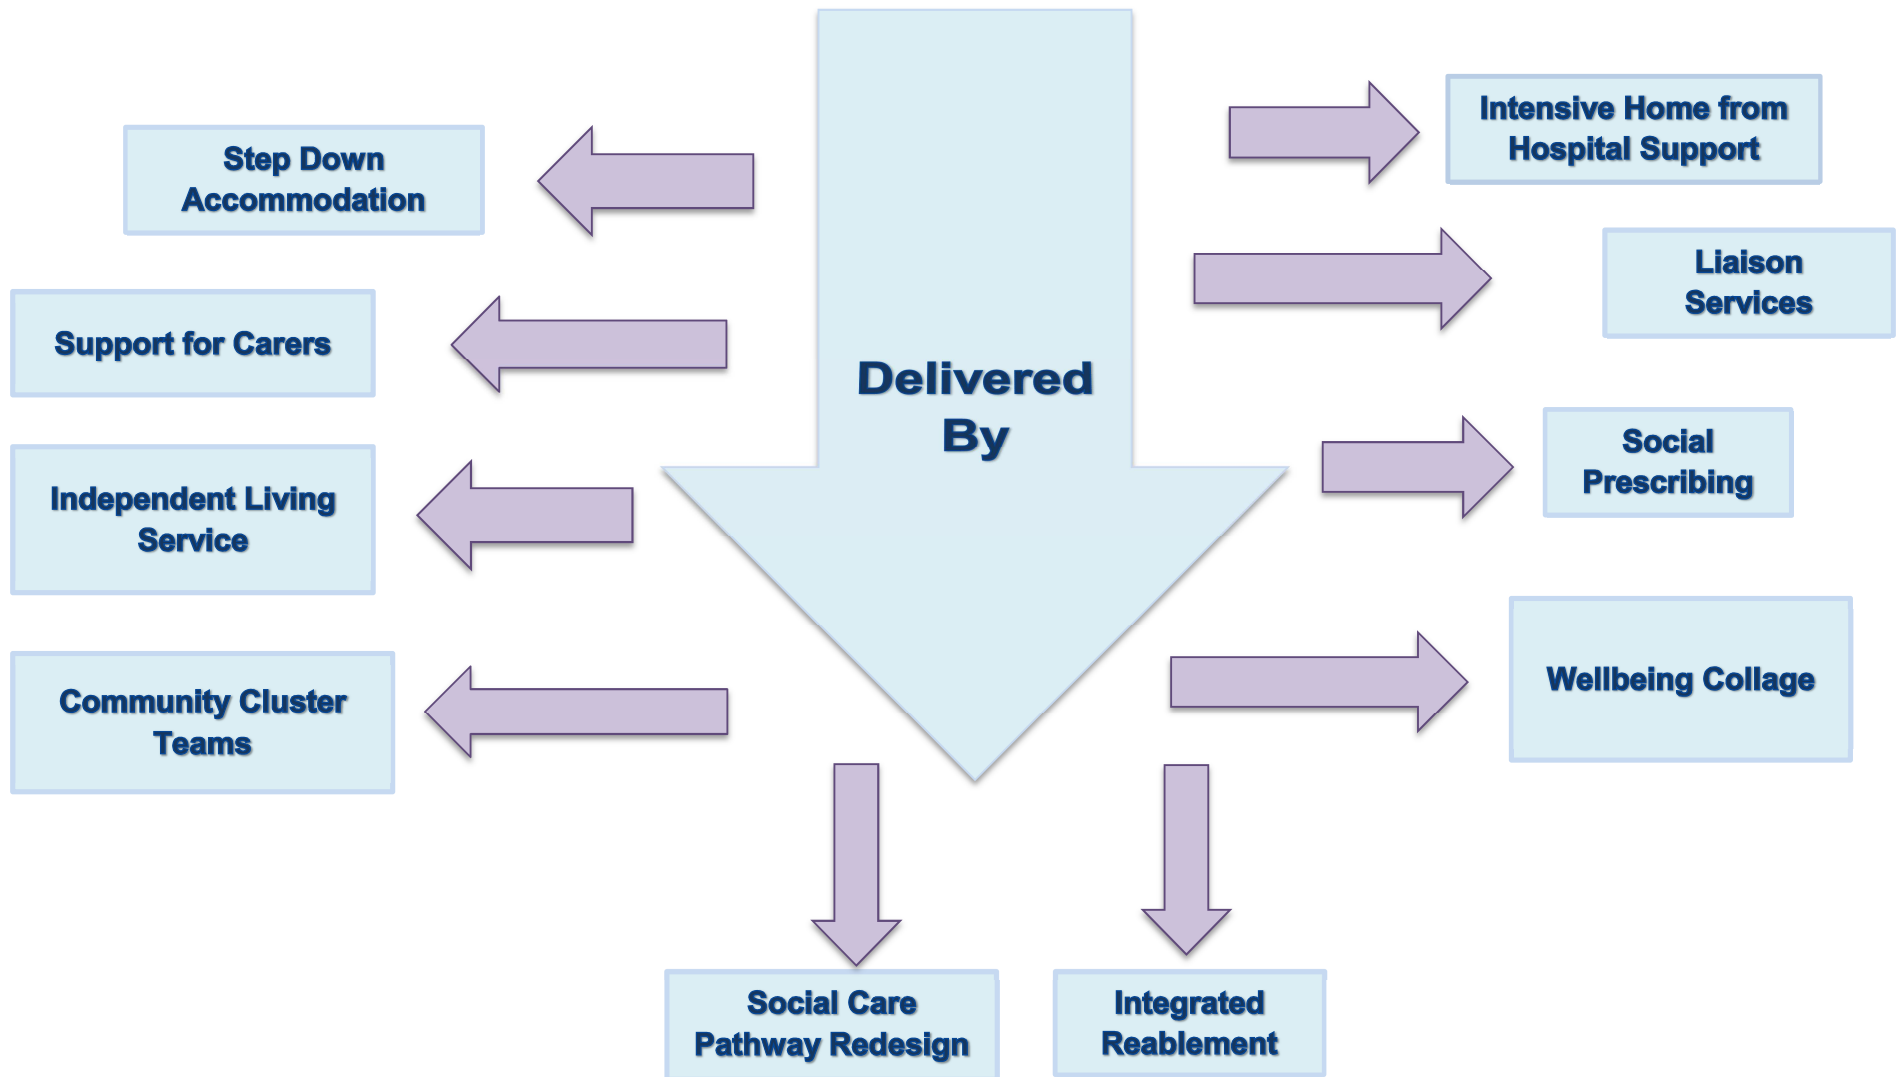 Intensive Home from
Hospital Support
Step Down
Accommodation
Liaison
Services
Support for Carers
Delivered
By
Social
Prescribing
Independent Living
Service
Wellbeing Collage
Community Cluster
Teams
Social Care
Pathway Redesign
Integrated
Reablement